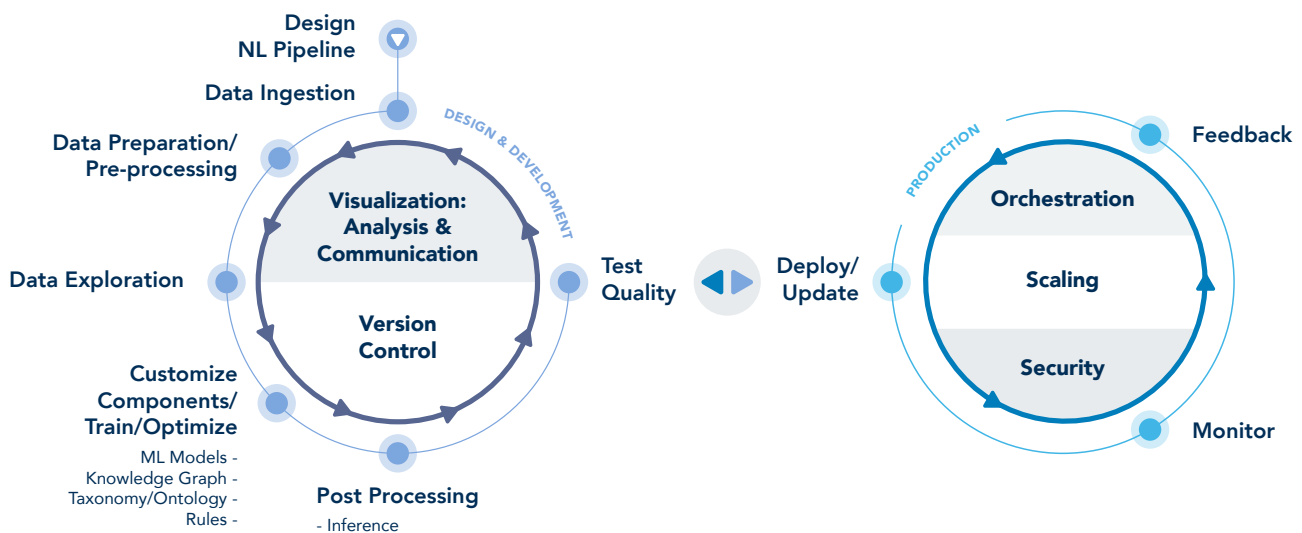 Design
NL Pipeline
Data Ingestion
DESIGN & DEVELOPMENT
Data Preparation/
Pre-processing
Visualization:
Analysis &
Communication
Data Exploration
Test
Quality
Version
Control
Customize
Components/
Train/Optimize
ML Models -
Knowledge Graph -
Taxonomy/Ontology -
Rules -
Post Processing
- Inference
PRODUCTION
Feedback
Orchestration
Deploy/
Update
Scaling
Security
Monitor